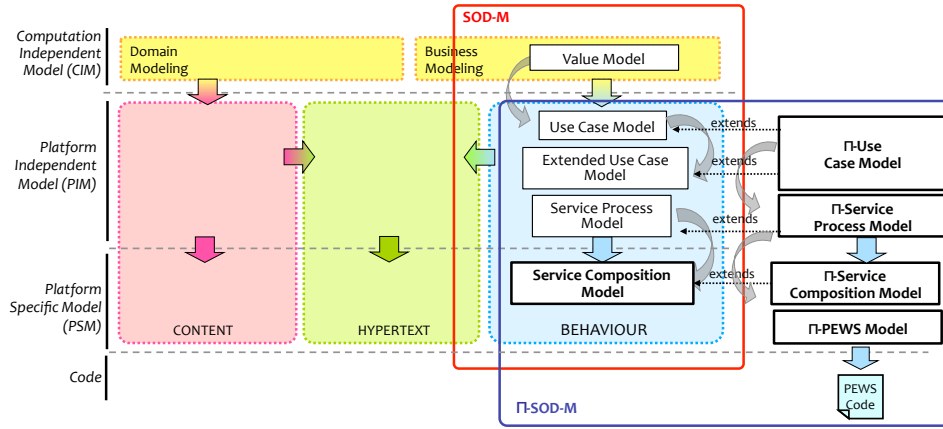 SOD-M
Computation
Independent
Model (CIM)
Domain
Modeling
Business
Modeling
Value Model
Platform
Independent
Model (PIM)
Use Case Model
extends
Π-Use
Case Model
Extended Use Case
Model
extends
Service Process
Model
extends
Π-Service
Process Model
Platform
Specific Model
(PSM)
Service Composition
Model
extends
Π-Service
Composition Model
CONTENT
HYPERTEXT
BEHAVIOUR
Π-PEWS Model
Code
PEWS
Code
Π-SOD-M